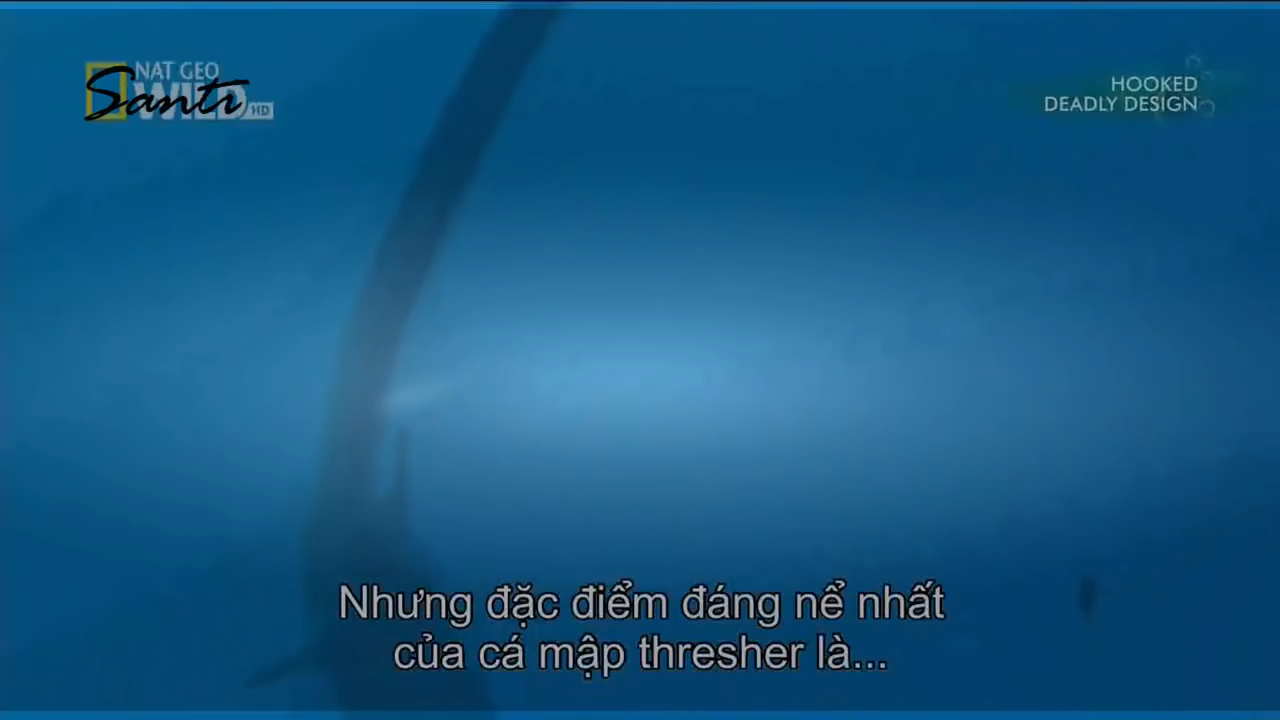 NAT GEO
WILD HD
Santi
HOOKED
DEADLY DESIGN
Nhưng đặc điểm đáng nể nhất
của cá mập thresher là...